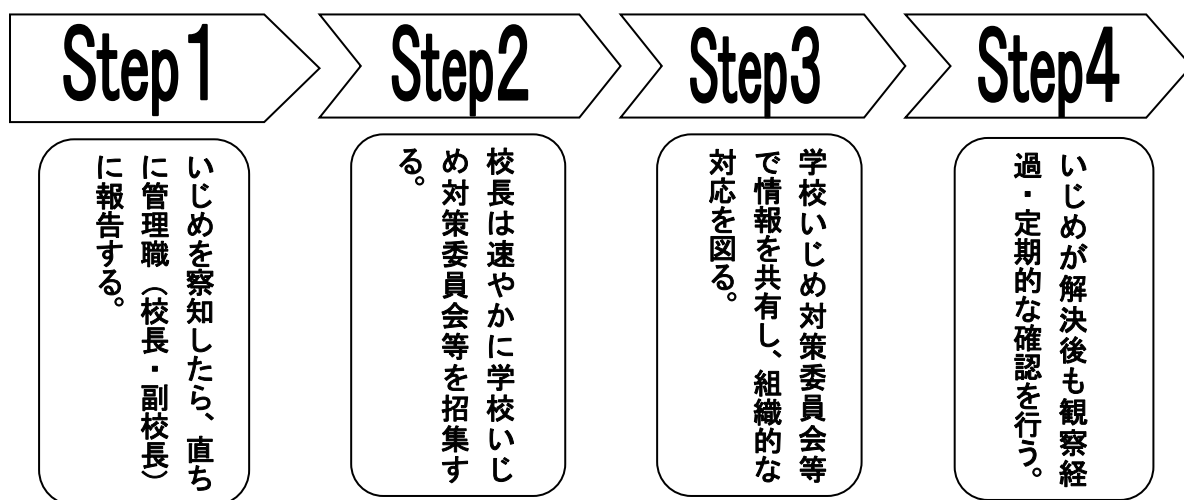 Step1
Step2
Step3
Step4
いじめを察知したら、直ち
に管理職（校長・副校長）
に報告する。
校長は速やかに学校いじ
め対策委員会等を招集す
る。
学校いじめ対策委員会等
で情報を共有し、組織的な
対応を図る。
いじめが解決後も観察経
過・定期的な確認を行う。